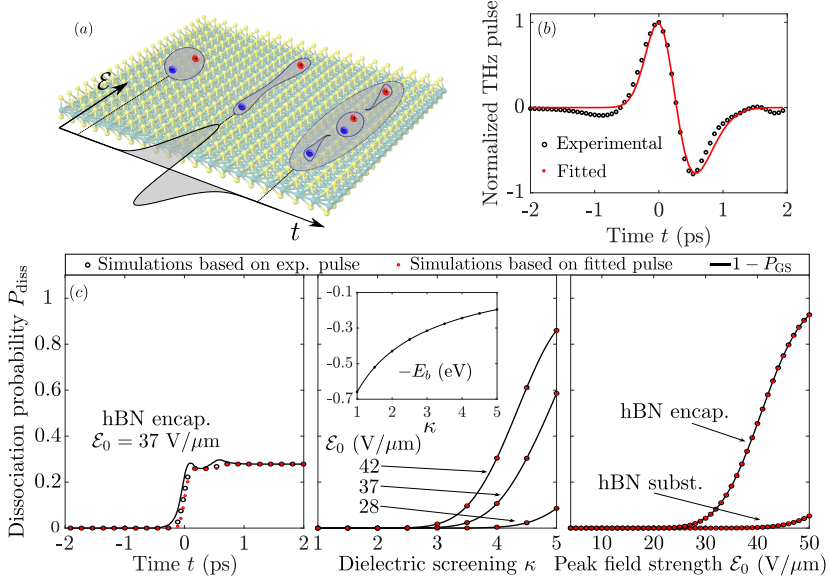 (a)
ℰ
t
(b)
Normalized THz pulse
1
0
-1
Experimental
Fitted
-2 -1 0 1 2
Time t (ps)
Simulations based on exp. pulse Simulations based on fitted pulse 1 − P_GS
(c)
Dissociation probability P_diss
1
0.8
0.6
0.4
0.2
0
hBN encap.
ℰ₀ = 37 V/μm
-2 -1 0 1 2
Time t (ps)
-0.1
-0.3
-0.5
-0.7
−E_b (eV)
1 2 3 4 5
κ
ℰ₀ (V/μm)
42
37
28
1 2 3 4 5
Dielectric screening κ
hBN encap.
hBN subst.
10 20 30 40 50
Peak field strength ℰ₀ (V/μm)